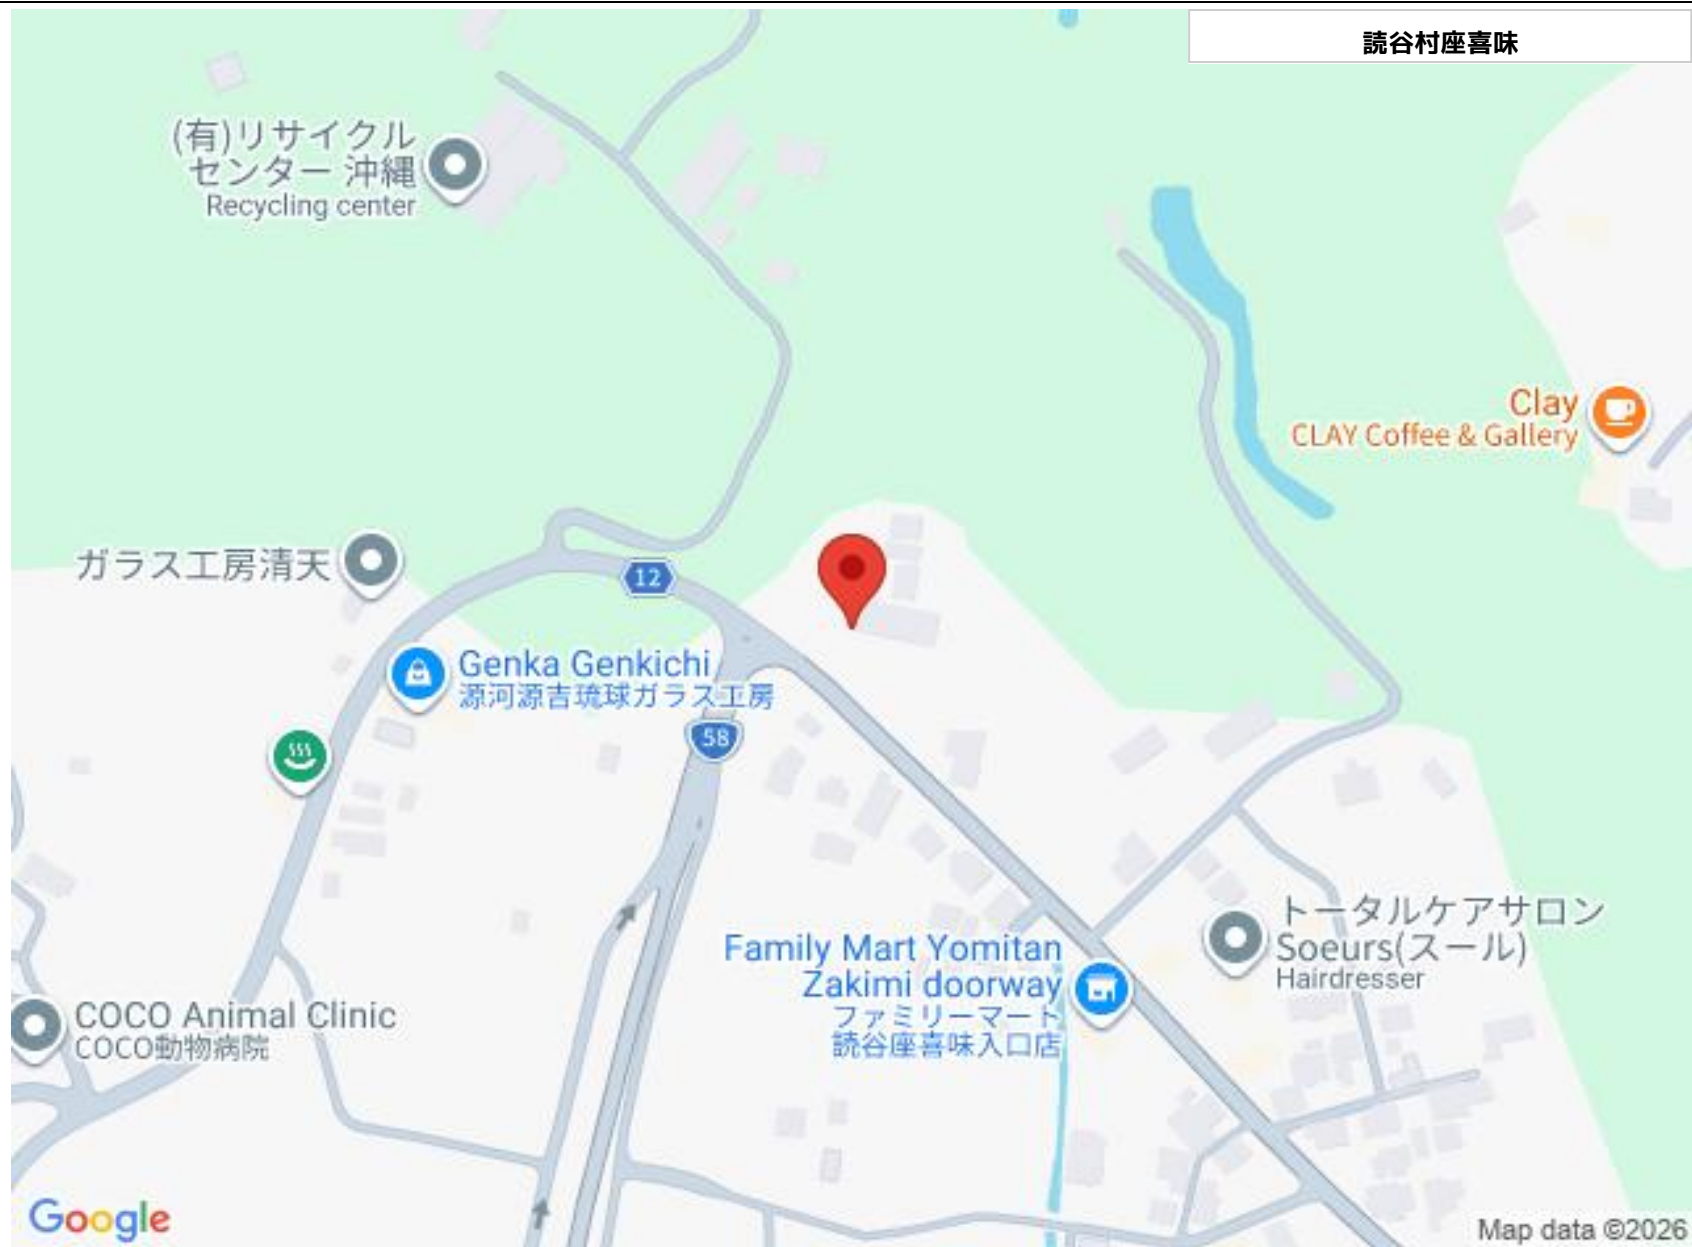 読谷村座喜味
(有)リサイクル
センター 沖縄
Recycling center
Clay
CLAY Coffee & Gallery
ガラス工房清天
12
Genka Genkichi
源河源吉琉球ガラス工房
58
トータルケアサロン
Soeurs(スール)
Hairdresser
Family Mart Yomitan
Zakimi doorway
ファミリーマート
読谷座喜味入口店
COCO Animal Clinic
COCO動物病院
Google
Map data ©2026